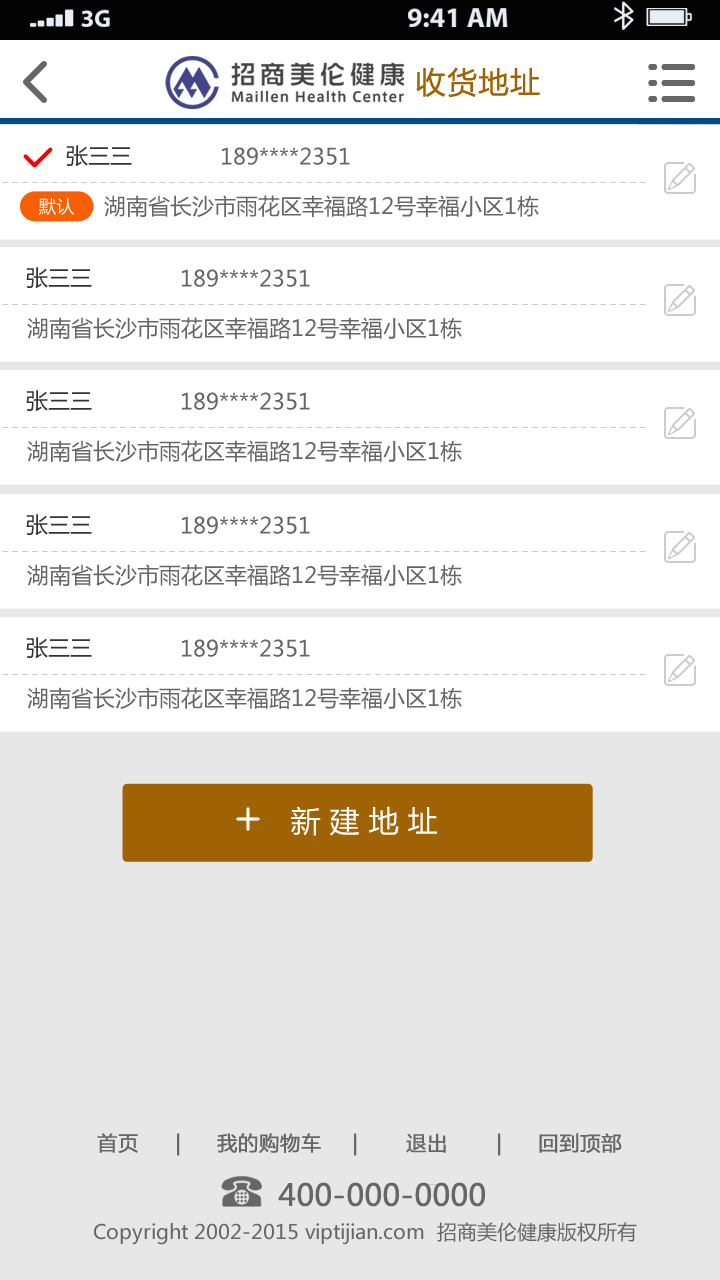 3G 9:41 AM
招商美伦健康 收货地址
Maillen Health Center
张三三 189****2351
默认 湖南省长沙市雨花区幸福路12号幸福小区1栋
张三三 189****2351
湖南省长沙市雨花区幸福路12号幸福小区1栋
张三三 189****2351
湖南省长沙市雨花区幸福路12号幸福小区1栋
张三三 189****2351
湖南省长沙市雨花区幸福路12号幸福小区1栋
张三三 189****2351
湖南省长沙市雨花区幸福路12号幸福小区1栋
+ 新建地址
首页 | 我的购物车 | 退出 | 回到顶部
400-000-0000
Copyright 2002-2015 viptijian.com 招商美伦健康版权所有